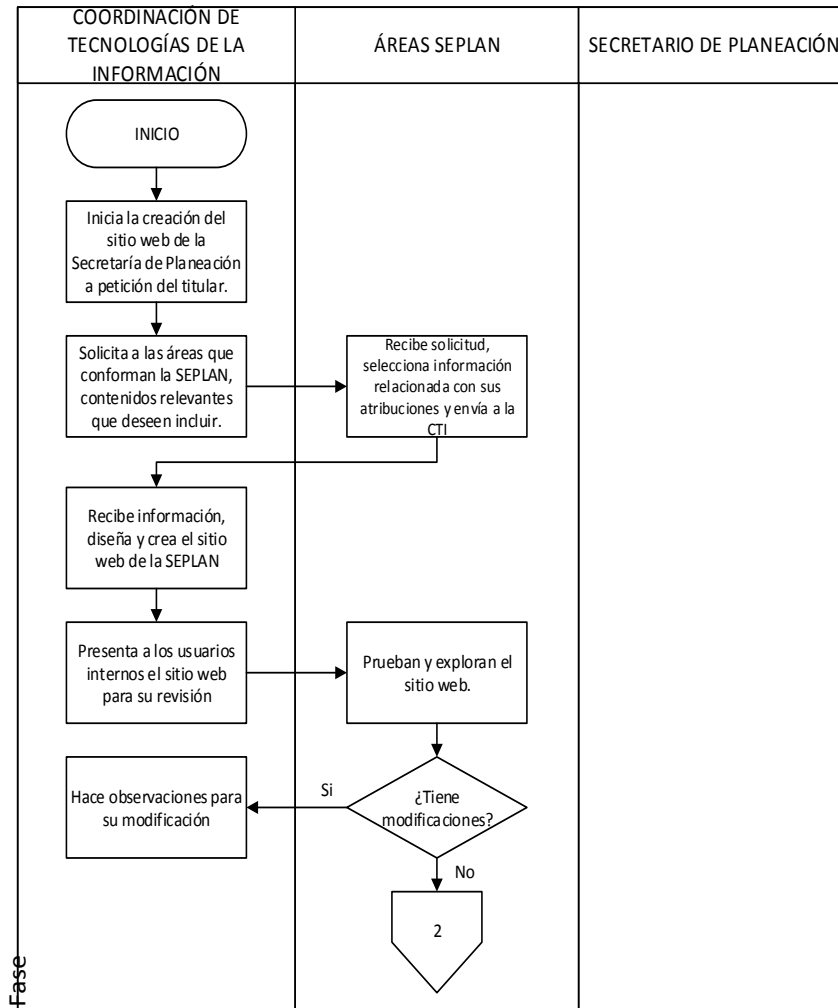 COORDINACIÓN DE
TECNOLOGÍAS DE LA
INFORMACIÓN
ÁREAS SEPLAN
SECRETARIO DE PLANEACIÓN
INICIO
Inicia la creación del
sitio web de la
Secretaría de Planeación
a petición del titular.
Solicita a las áreas que
conforman la SEPLAN,
contenidos relevantes
que deseen incluir.
Recibe solicitud,
selecciona información
relacionada con sus
atribuciones y envía a la
CTI
Recibe información,
diseña y crea el sitio
web de la SEPLAN
Presenta a los usuarios
internos el sitio web
para su revisión
Prueban y exploran el
sitio web.
¿Tiene
modificaciones?
Si
Hace observaciones para
su modificación
No
2
Fase